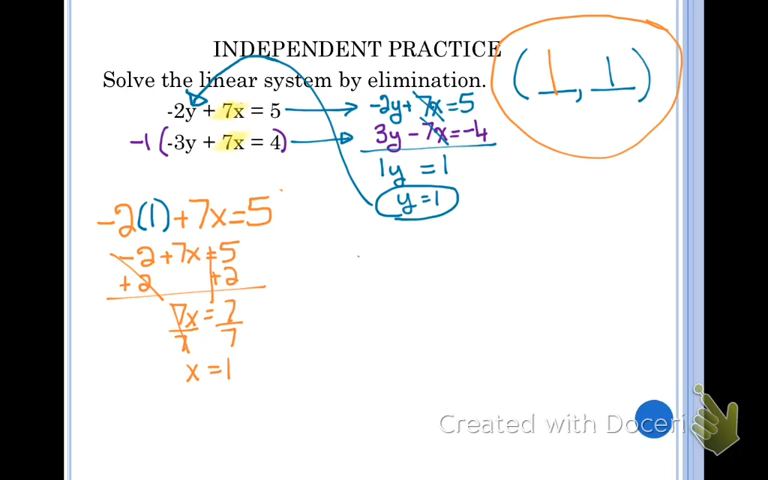 INDEPENDENT PRACTICE
Solve the linear system by elimination.
(1, 1)
-2y + 7x = 5
-2y + 7x = 5
-1(-3y + 7x = 4)
3y - 7x = -4
1y = 1
y = 1
-2(1) + 7x = 5
-2 + 7x = 5
+2 +2
7x = 7
7 7
x = 1
Created with Doceri